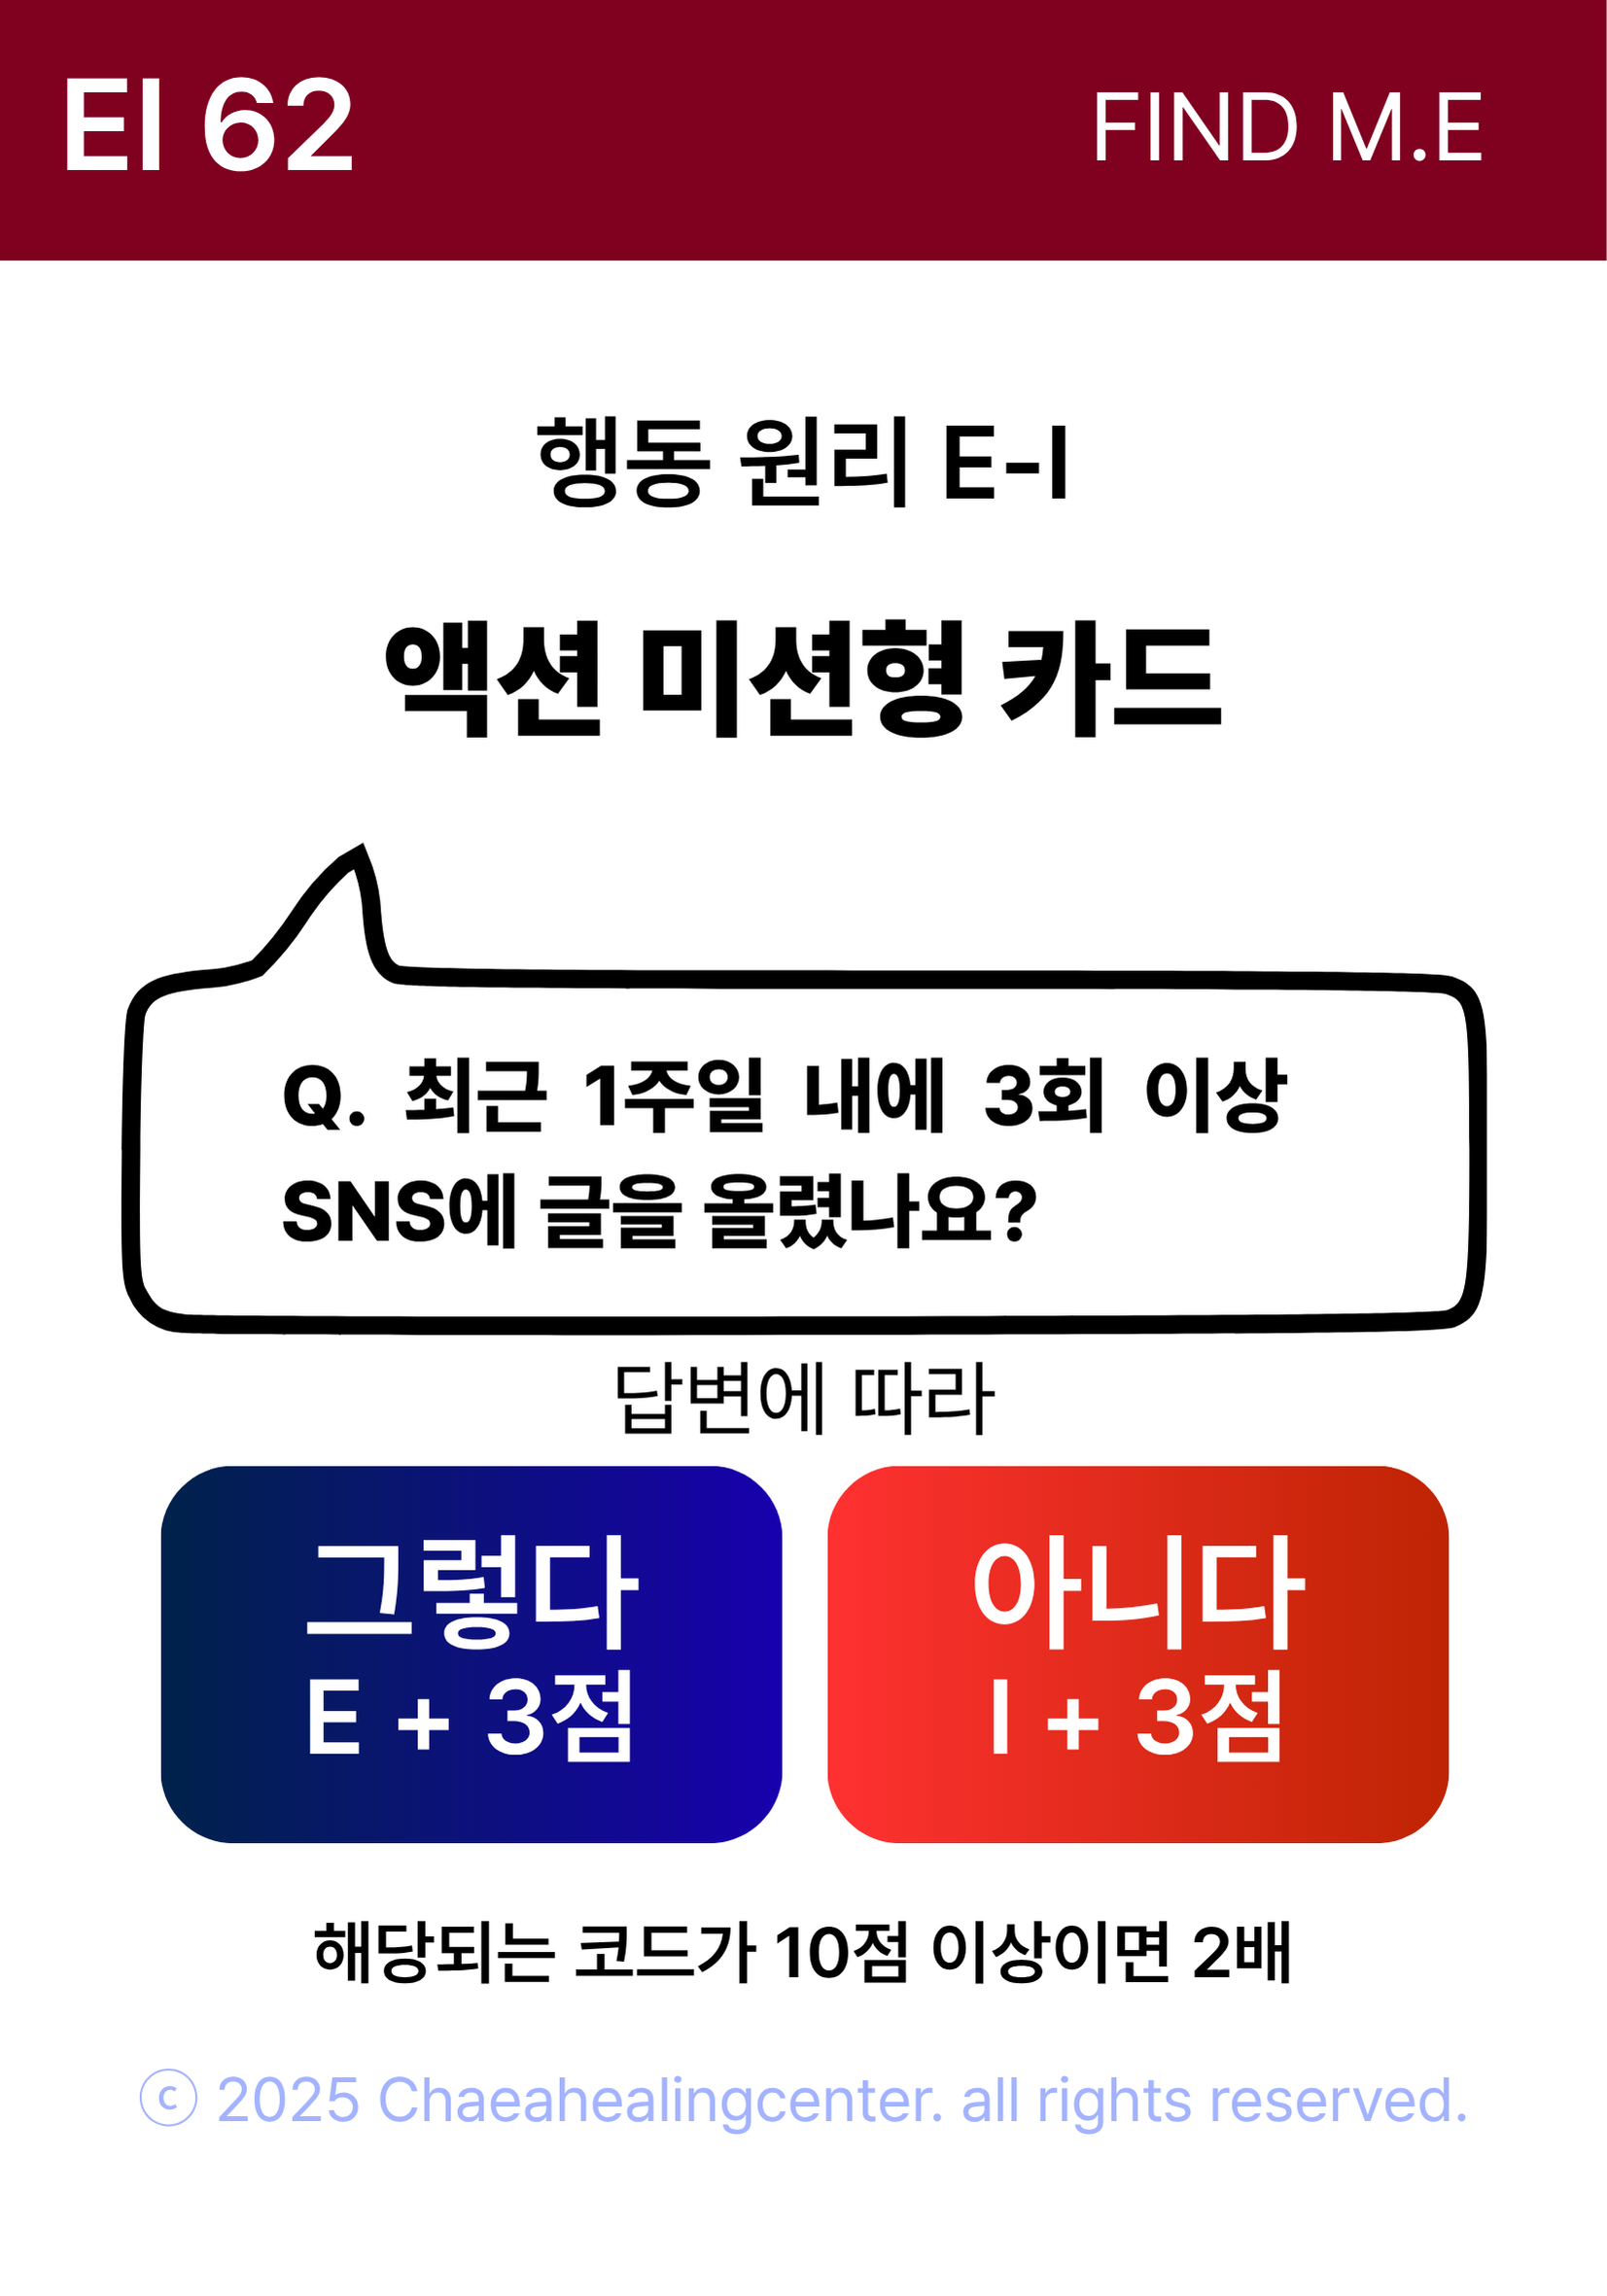 EI 62
FIND M.E
행동 원리 E-I
액션 미션형 카드
Q. 최근 1주일 내에 3회 이상
SNS에 글을 올렸나요?
답변에 따라
그렇다
E + 3점
아니다
I + 3점
해당되는 코드가 10점 이상이면 2배
© 2025 Chaeahealingcenter. all rights reserved.